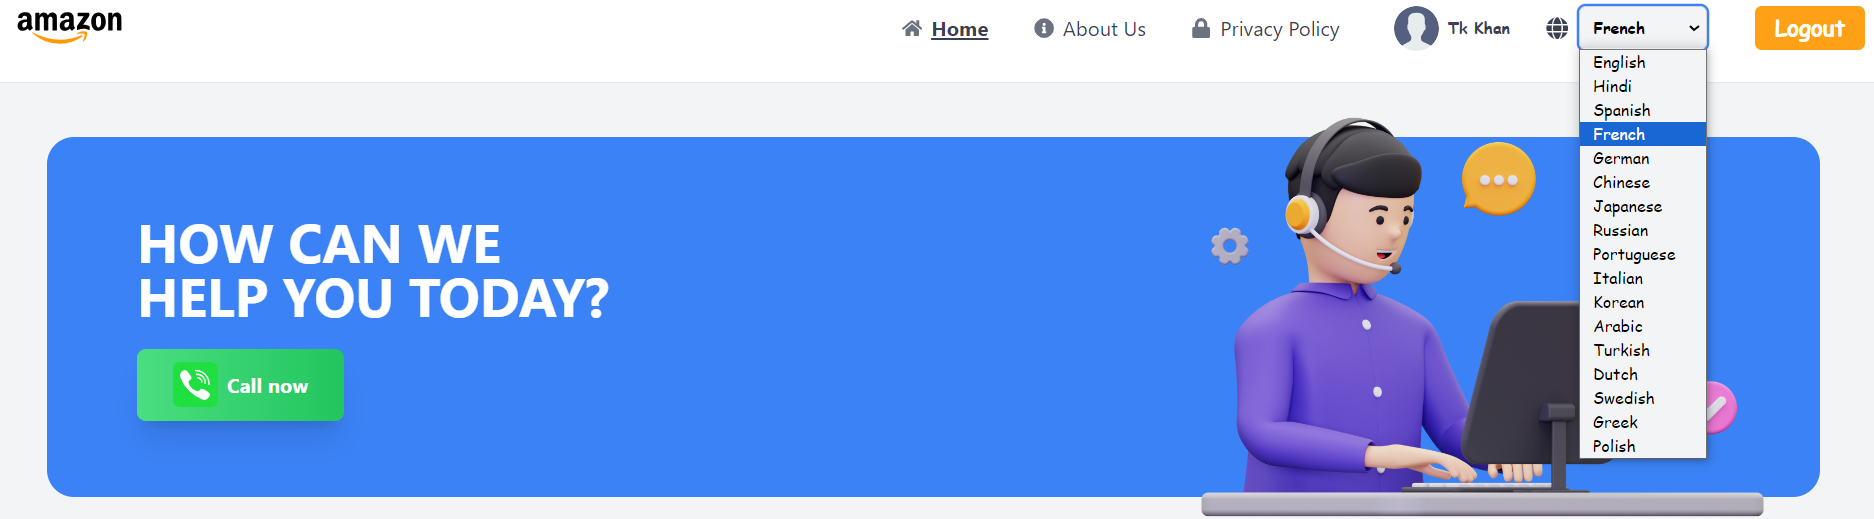 amazon
Home
About Us
Privacy Policy
Tk Khan
French
Logout
English
Hindi
Spanish
French
German
Chinese
Japanese
Russian
Portuguese
Italian
Korean
Arabic
Turkish
Dutch
Swedish
Greek
Polish
HOW CAN WE
HELP YOU TODAY?
Call now